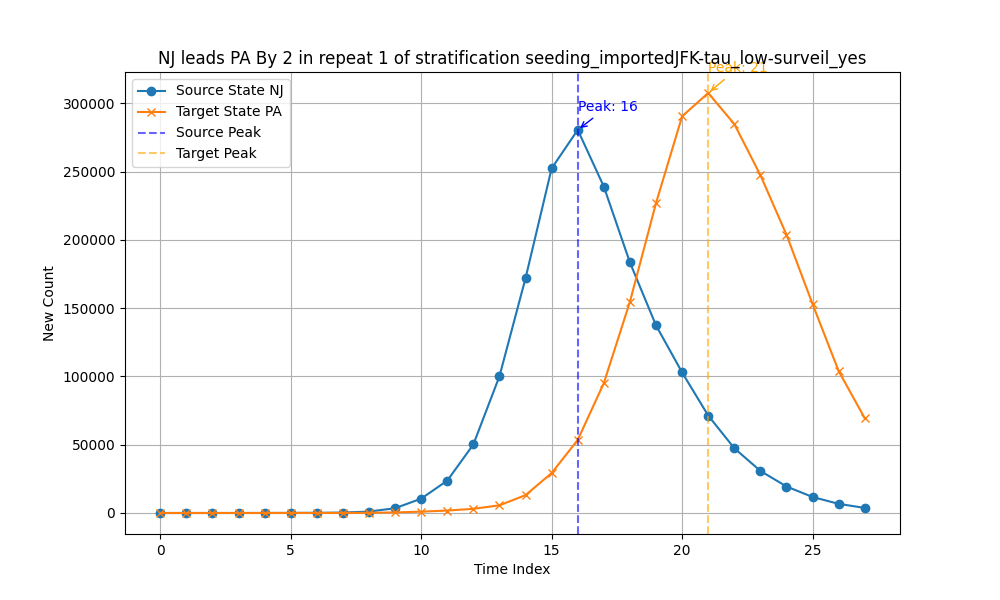 NJ leads PA By 2 in repeat 1 of stratification seeding_importedJFK-tau_low-surveil_yes
Peak: 21
Source State NJ
Target State PA
Source Peak
Target Peak
Peak: 16
300000
250000
200000
150000
100000
50000
0
New Count
0 5 10 15 20 25
Time Index